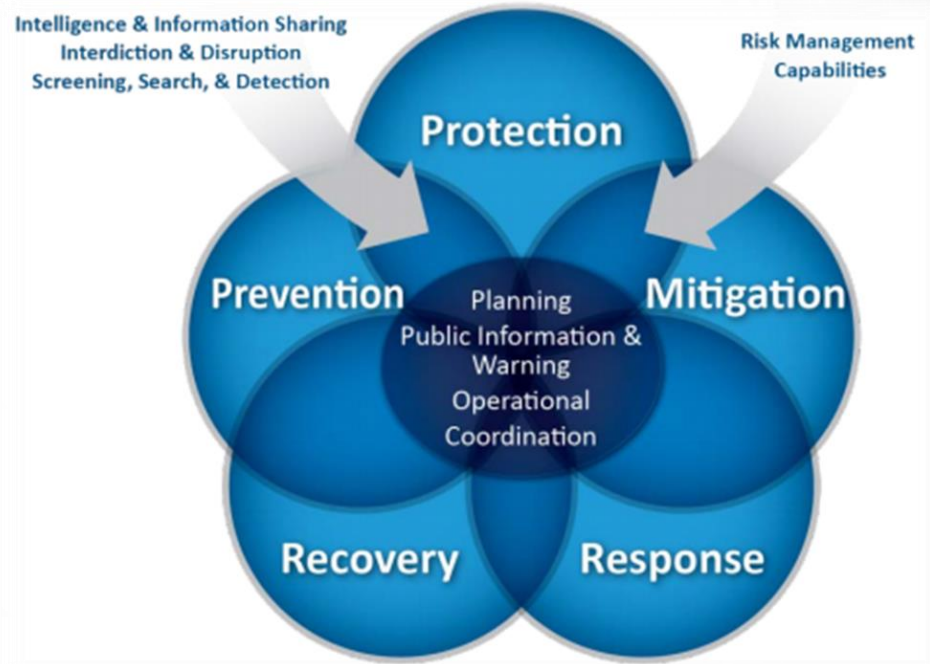 Intelligence & Information Sharing
Interdiction & Disruption
Screening, Search, & Detection
Risk Management
Capabilities
Protection
Prevention
Mitigation
Planning
Public Information &
Warning
Operational
Coordination
Recovery
Response